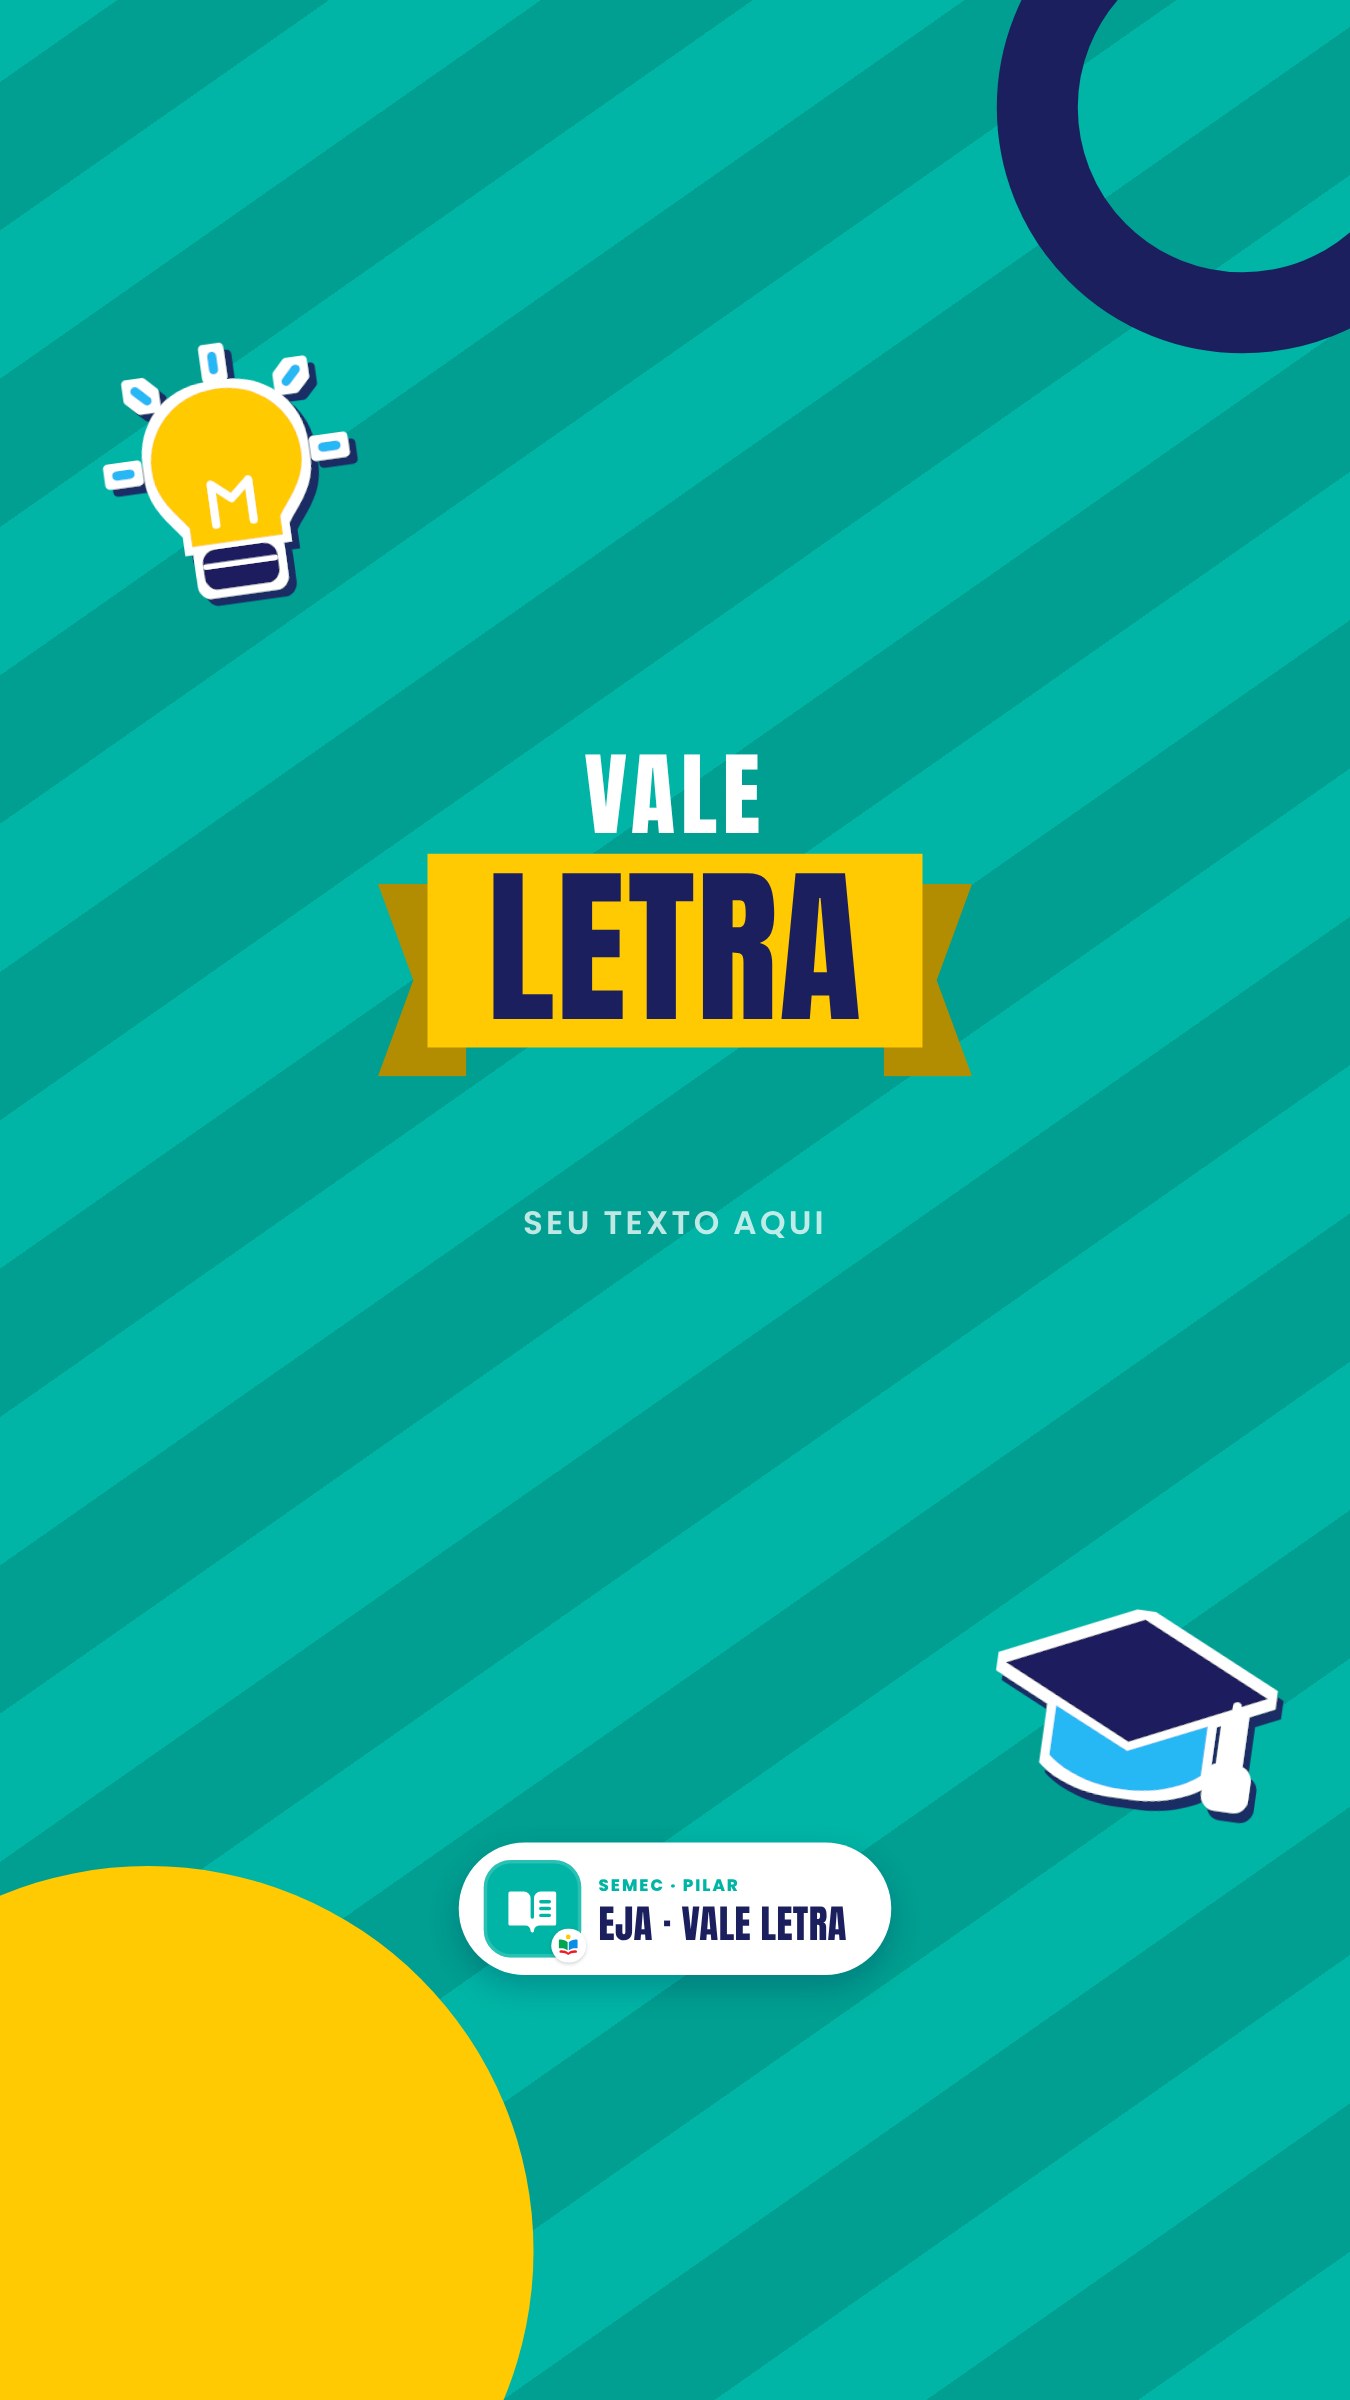 VALE
LETRA
SEU TEXTO AQUI
SEMEC · PILAR
EJA · VALE LETRA